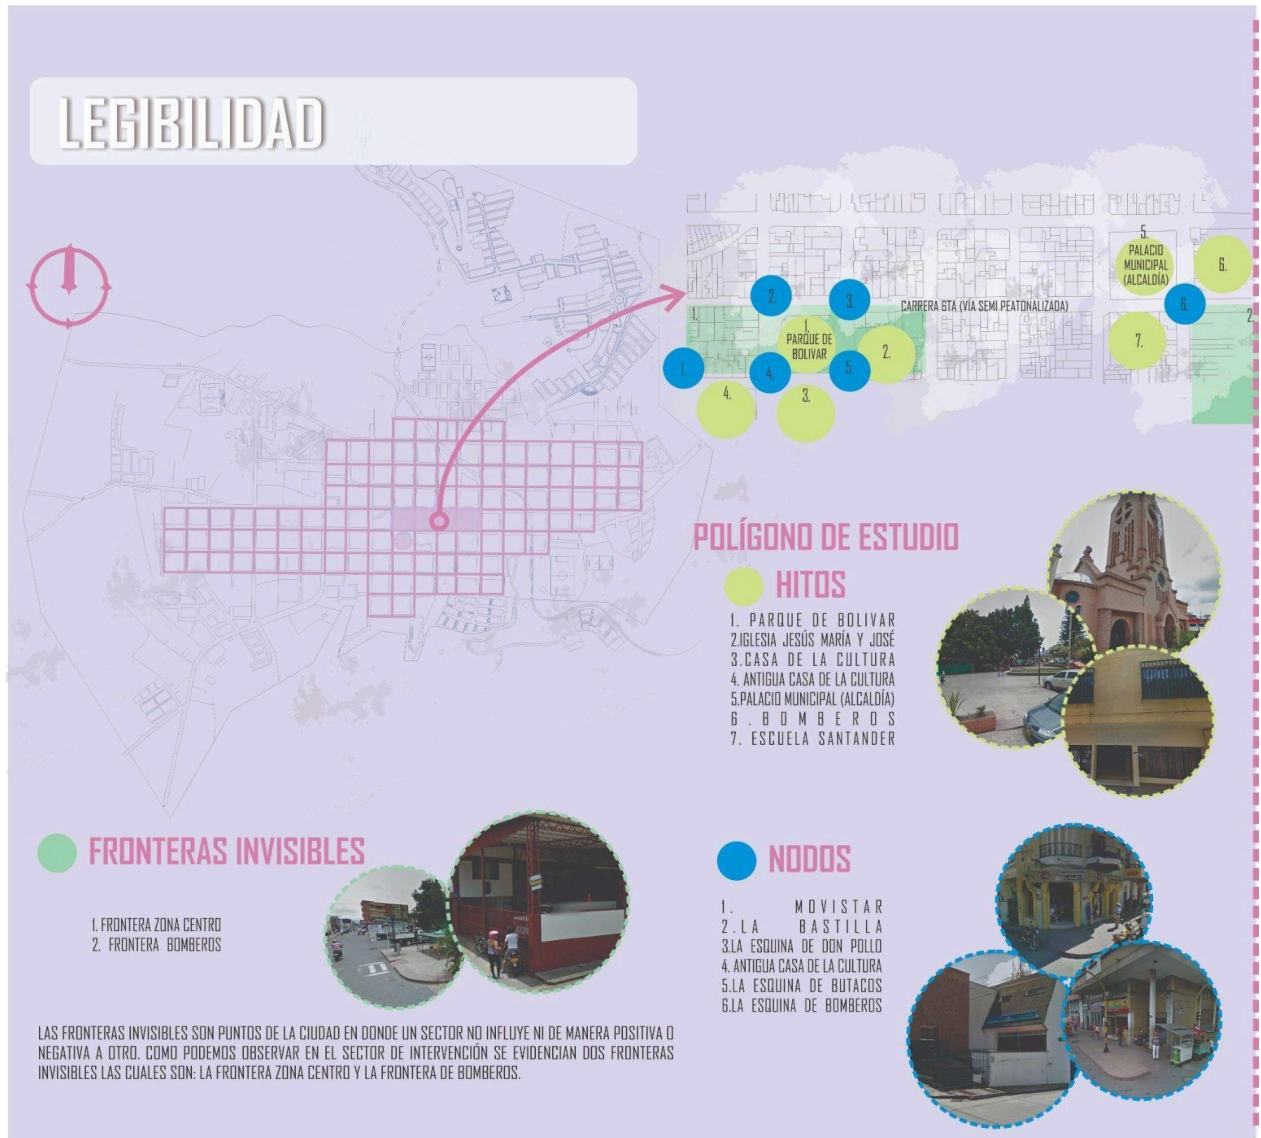 LEGIBILIDAD
5.
PALACIO
MUNICIPAL
(ALCALDÍA)
6.
2.
3.
CARRERA 6TA (VÍA SEMI PEATONALIZADA)
6.
1.
2.
1.
PARQUE DE
BOLIVAR
2.
7.
1.
4.
5.
4.
3.
POLÍGONO DE ESTUDIO
HITOS
1. PARQUE DE BOLIVAR
2.IGLESIA JESÚS MARÍA Y JOSÉ
3.CASA DE LA CULTURA
4. ANTIGUA CASA DE LA CULTURA
5.PALACIO MUNICIPAL (ALCALDÍA)
6 . BOMBEROS
7. ESCUELA SANTANDER
FRONTERAS INVISIBLES
1. FRONTERA ZONA CENTRO
2. FRONTERA BOMBEROS
LAS FRONTERAS INVISIBLES SON PUNTOS DE LA CIUDAD EN DONDE UN SECTOR NO INFLUYE NI DE MANERA POSITIVA O
NEGATIVA A OTRO. COMO PODEMOS OBSERVAR EN EL SECTOR DE INTERVENCIÓN SE EVIDENCIAN DOS FRONTERAS
INVISIBLES LAS CUALES SON: LA FRONTERA ZONA CENTRO Y LA FRONTERA DE BOMBEROS.
NODOS
1. MOVISTAR
2.LA BASTILLA
3.LA ESQUINA DE DON POLLO
4. ANTIGUA CASA DE LA CULTURA
5.LA ESQUINA DE BUTACOS
6.LA ESQUINA DE BOMBEROS